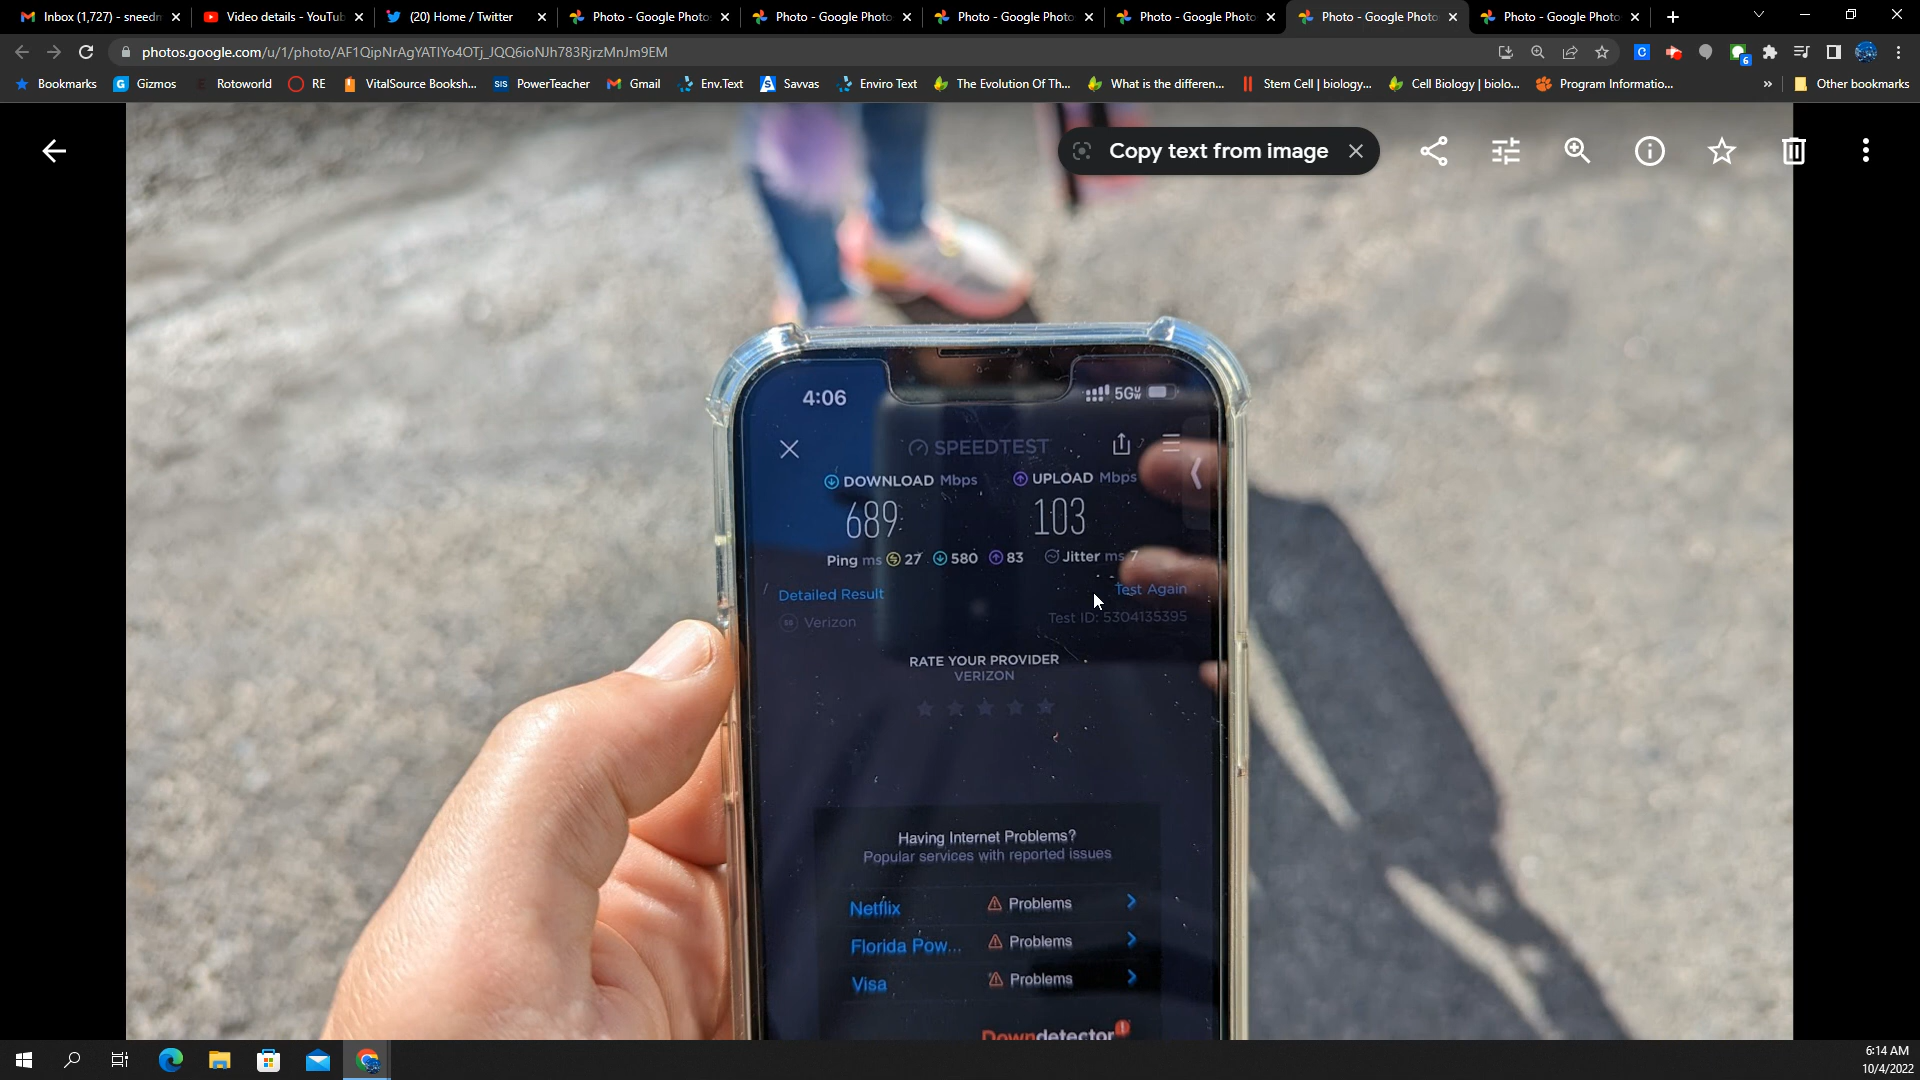 Inbox (1,727) - sneedm
Video details - YouTub
(20) Home / Twitter
Photo - Google Photos
Photo - Google Photo
Photo - Google Photo
Photo - Google Photo
Photo - Google Photo
Photo - Google Photo
photos.google.com/u/1/photo/AF1QipNrAgYATIYo4OTj_JQQ6ioNJh783RjrzMnJm9EM
6
Bookmarks
Gizmos
Rotoworld
RE
VitalSource Booksh...
SIS PowerTeacher
Gmail
Env.Text
Savvas
Enviro Text
The Evolution Of Th...
What is the differen...
Stem Cell | biology...
Cell Biology | biolo...
Program Informatio...
»
Other bookmarks
Copy text from image
4:06
5G UW
SPEEDTEST
DOWNLOAD Mbps
UPLOAD Mbps
689
103
Ping ms 27 580 83 Jitter ms 7
Detailed Result
Test Again
Verizon
Test ID: 5304135395
RATE YOUR PROVIDER
VERIZON
Having Internet Problems?
Popular services with reported issues
Netflix Problems
Florida Pow... Problems
Visa Problems
Downdetector
6:14 AM
10/4/2022